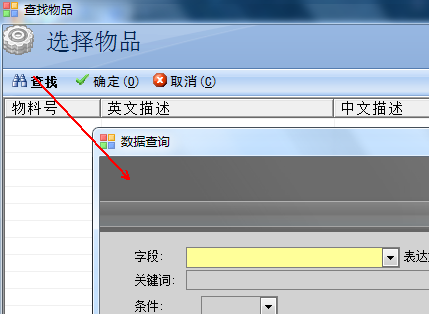 查找物品
选择物品
查找 确定(O) 取消(C)
物料号 英文描述 中文描述
数据查询
字段: 表达
关键词:
条件: